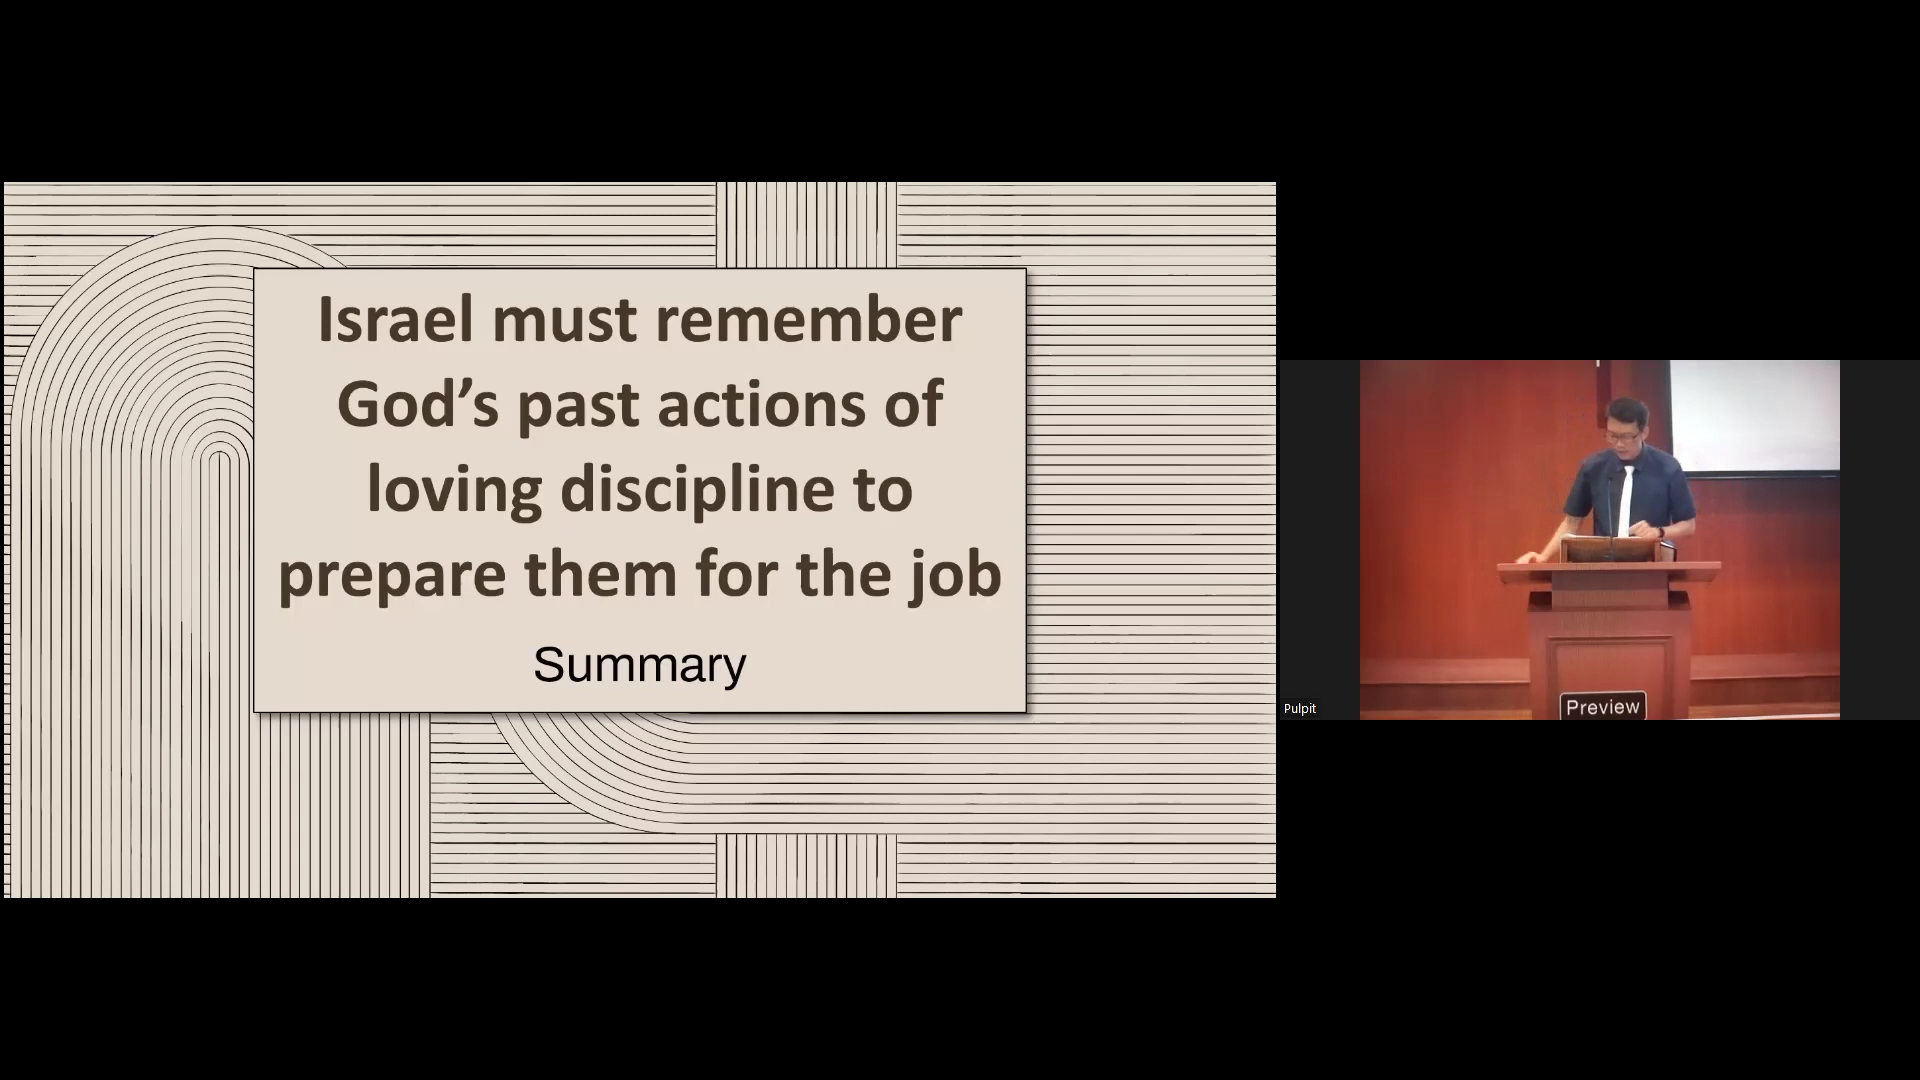 Israel must remember
God’s past actions of
loving discipline to
prepare them for the job
Summary
Pulpit
Preview